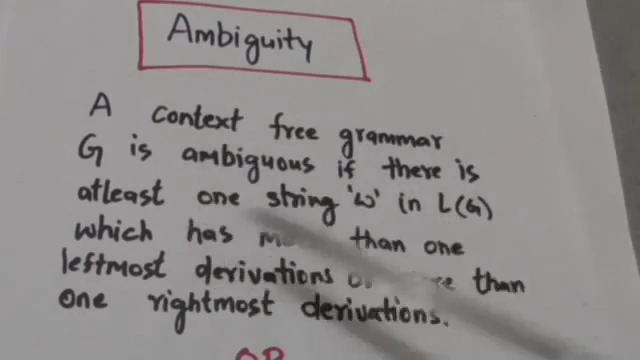 Ambiguity
A context free grammar
G is ambiguous if there is
atleast one string 'w' in L(G)
which has than one
leftmost derivations than
one rightmost derivations.
OR